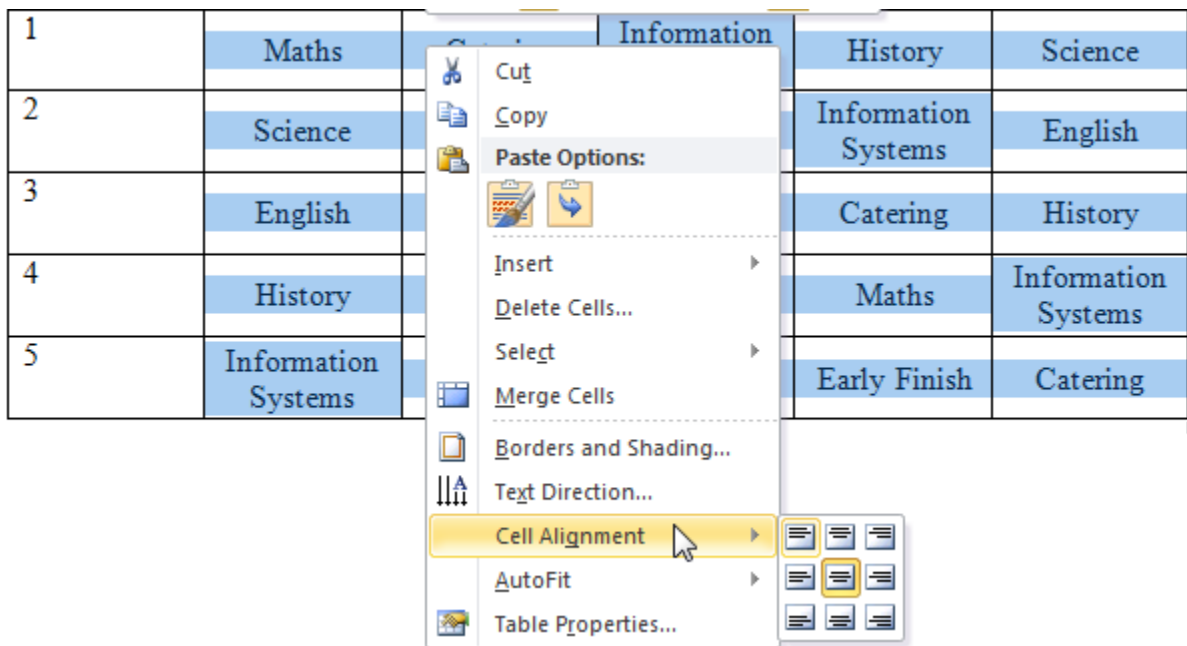 1
Maths
Information
History
Science
2
Science
Information
Systems
English
3
English
Catering
History
4
History
Maths
Information
Systems
5
Information
Systems
Early Finish
Catering
Cut
Copy
Paste Options:
Insert
Delete Cells...
Select
Merge Cells
Borders and Shading...
Text Direction...
Cell Alignment
AutoFit
Table Properties...